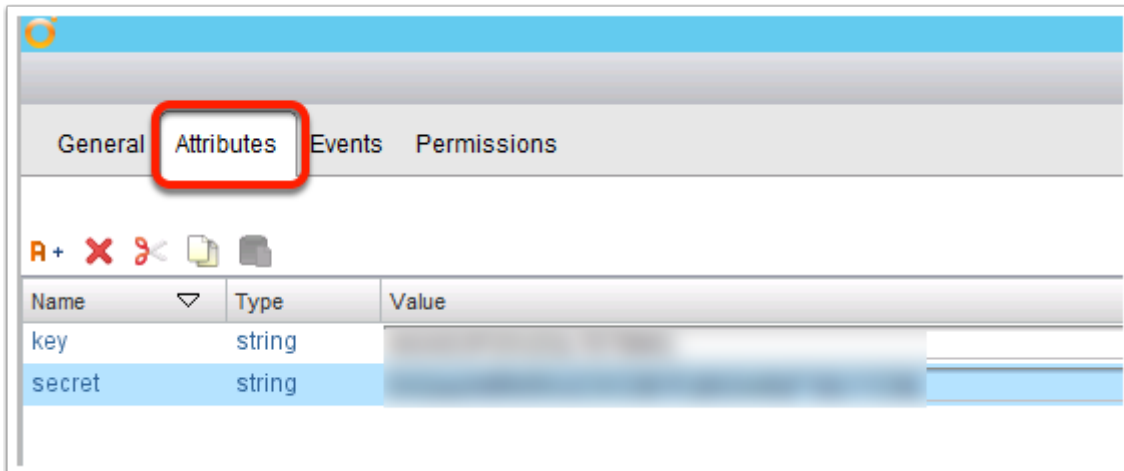 General Attributes Events Permissions
A+
Name Type Value
key string
secret string